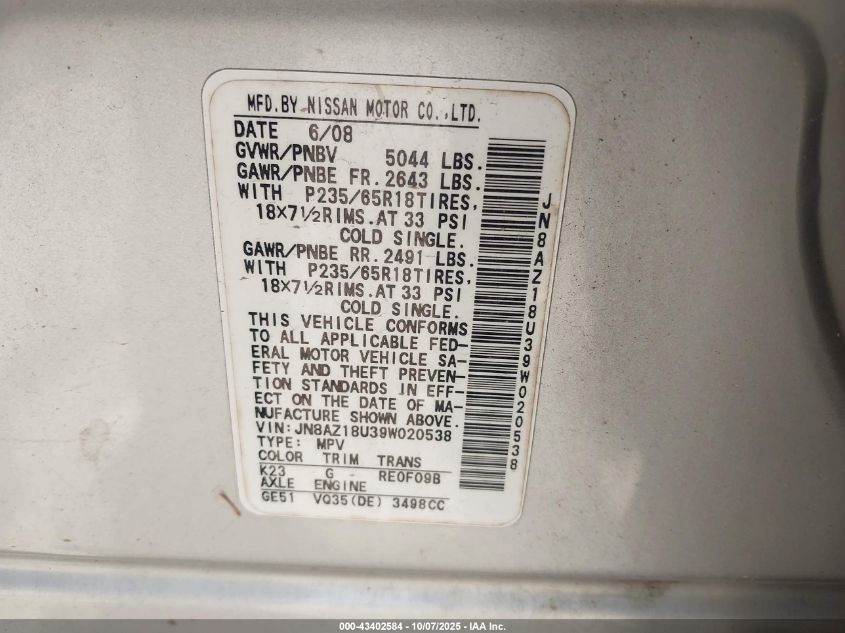 MFD.BY NISSAN MOTOR CO.,LTD.
DATE 6/08
GVWR/PNBV 5044 LBS.
GAWR/PNBE FR.2643 LBS.
WITH P235/65R18TIRES,
18×7½RIMS.AT 33 PSI
COLD SINGLE.
GAWR/PNBE RR.2491 LBS.
WITH P235/65R18TIRES,
18×7½RIMS.AT 33 PSI
COLD SINGLE.
THIS VEHICLE CONFORMS
TO ALL APPLICABLE FED-
ERAL MOTOR VEHICLE SA-
FETY AND THEFT PREVEN-
TION STANDARDS IN EFF-
ECT ON THE DATE OF MA-
NUFACTURE SHOWN ABOVE.
VIN:JN8AZ18U39W020538
TYPE: MPV
COLOR TRIM TRANS
K23 G - RE0F09B
AXLE ENGINE
GE51 VQ35(DE) 3498CC
JN8AZ18U39W020538
000-43402584 - 10/07/2025 - IAA Inc.